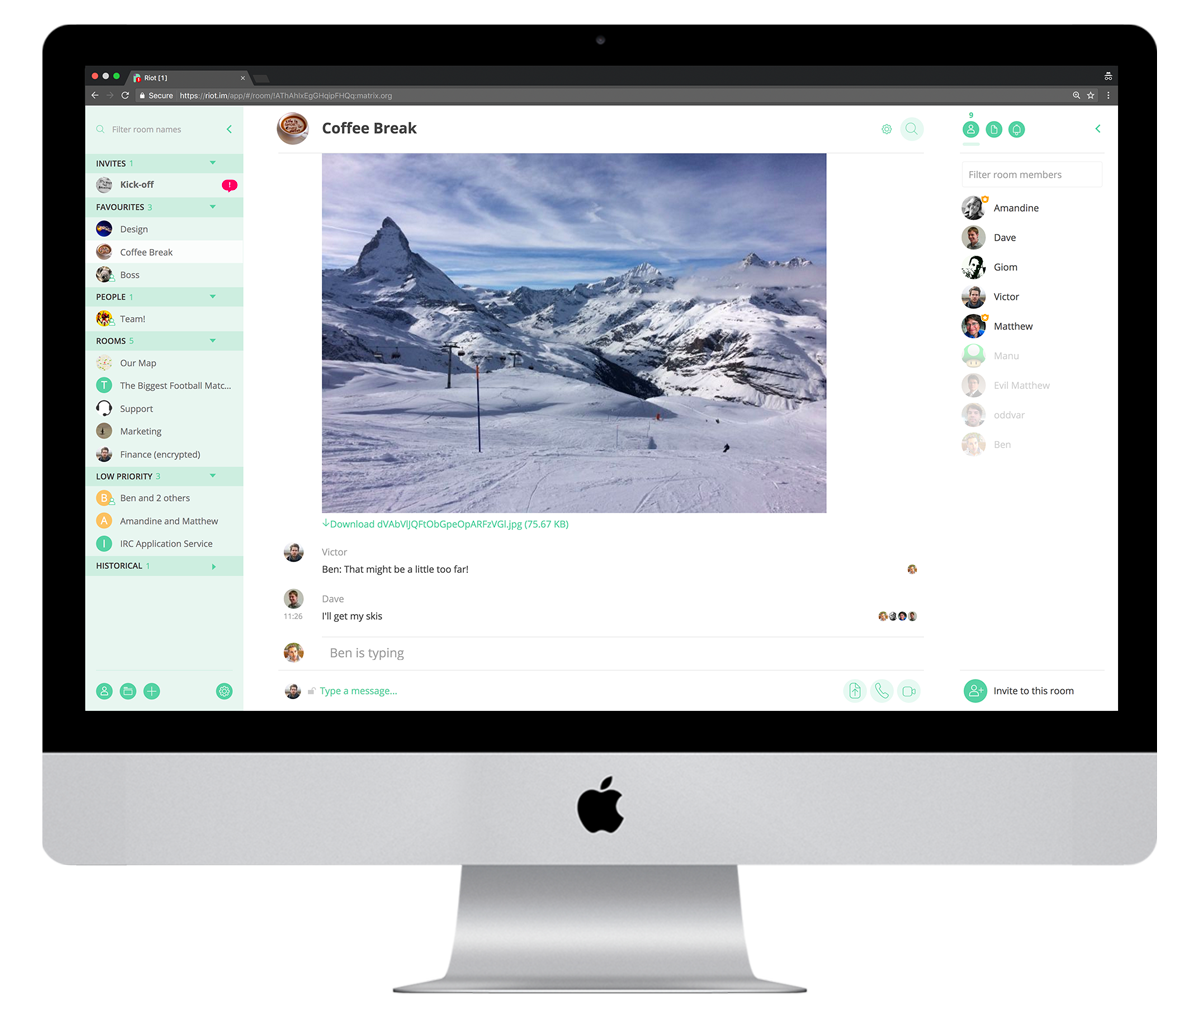 Riot [1]
Secure https://riot.im/app/#/room/!AThAhlxEgGHqipFHQq:matrix.org
Filter room names
INVITES 1
Kick-off
!
FAVOURITES 3
Design
Coffee Break
Boss
PEOPLE 1
Team!
ROOMS 5
Our Map
T The Biggest Football Matc...
Support
Marketing
Finance (encrypted)
LOW PRIORITY 3
B Ben and 2 others
A Amandine and Matthew
I IRC Application Service
HISTORICAL 1
Coffee Break
Download dVAbVlJQFtObGpeOpARFzVGl.jpg (75.67 KB)
Victor
Ben: That might be a little too far!
Dave
11:26 I'll get my skis
Ben is typing
Type a message...
9
Filter room members
Amandine
Dave
Giom
Victor
Matthew
Manu
Evil Matthew
oddvar
Ben
Invite to this room